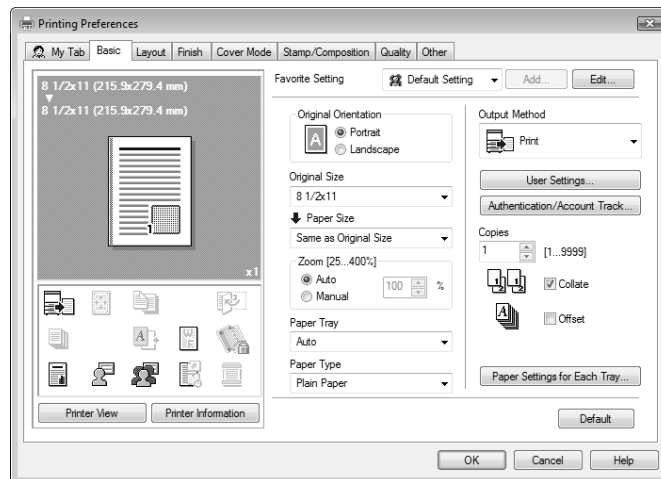 Printing Preferences
My Tab Basic Layout Finish Cover Mode Stamp/Composition Quality Other
8 1/2x11 (215.9x279.4 mm)
8 1/2x11 (215.9x279.4 mm)
1
x1
Printer View Printer Information
Favorite Setting Default Setting Add... Edit...
Original Orientation
A
Portrait
Landscape
Original Size
8 1/2x11
Paper Size
Same as Original Size
Zoom [25...400%]
Auto
Manual
100 %
Paper Tray
Auto
Paper Type
Plain Paper
Output Method
Print
User Settings...
Authentication/Account Track...
Copies
1 [1...9999]
Collate
Offset
Paper Settings for Each Tray...
Default
OK Cancel Help